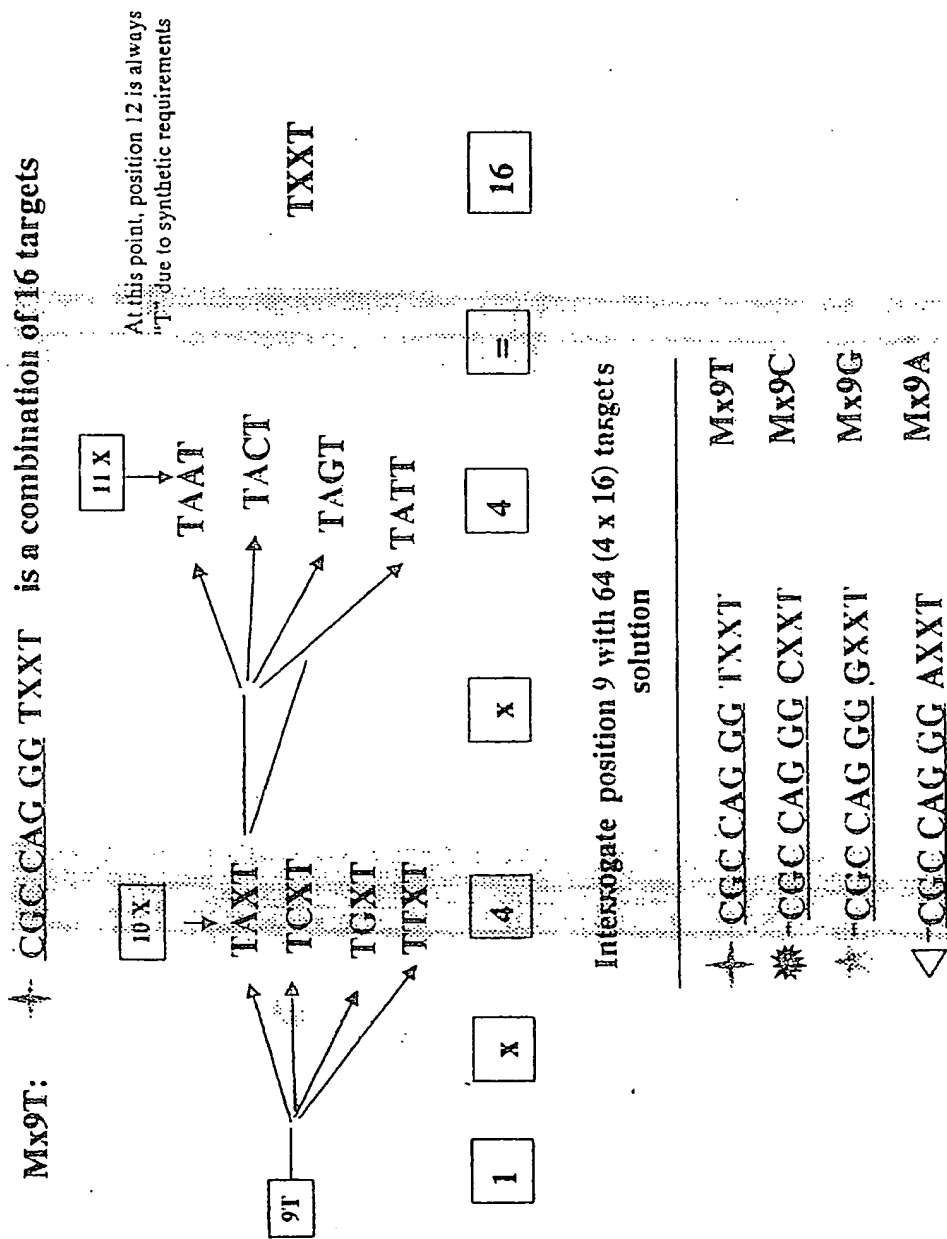 Mx9T: CGC CAG GG TXXT is a combination of 16 targets
At this point, position 12 is always
"T" due to synthetic requirements
10 X
11 X
9T
TAXT
TCXT
TGXT
TTXT
TAAT
TACT
TAGT
TATT
TXXT
1 x 4 x 4 = 16
Interrogate position 9 with 64 (4 x 16) targets
solution
CGC CAG GG TXXT Mx9T
CGC CAG GG CXXT Mx9C
CGC CAG GG GXXT Mx9G
CGC CAG GG AXXT Mx9A